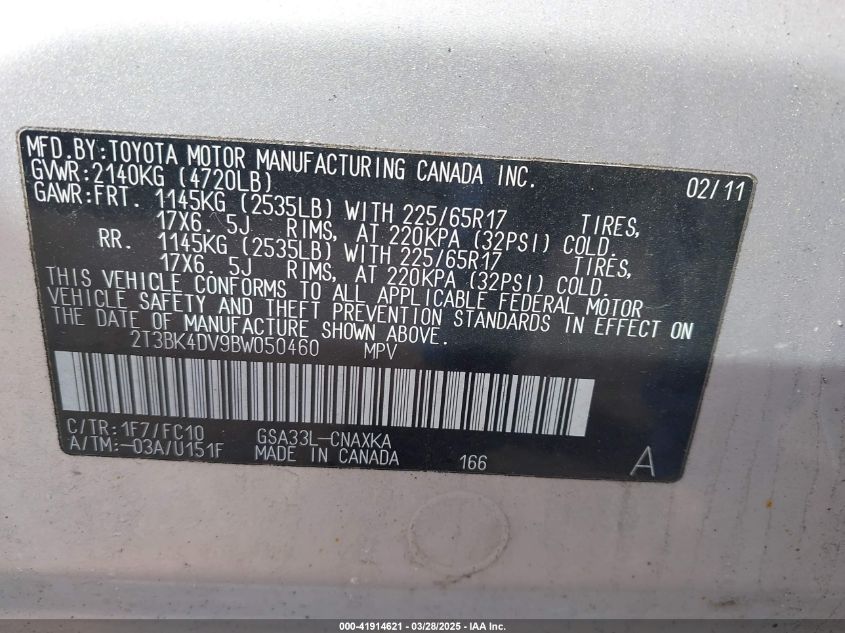 MFD.BY:TOYOTA MOTOR MANUFACTURING CANADA INC. 02/11
GVWR:2140KG (4720LB)
GAWR:FRT. 1145KG (2535LB) WITH 225/65R17 TIRES,
17X6. 5J RIMS, AT 220KPA (32PSI) COLD.
RR. 1145KG (2535LB) WITH 225/65R17 TIRES,
17X6. 5J RIMS, AT 220KPA (32PSI) COLD.
THIS VEHICLE CONFORMS TO ALL APPLICABLE FEDERAL MOTOR
VEHICLE SAFETY AND THEFT PREVENTION STANDARDS IN EFFECT ON
THE DATE OF MANUFACTURE SHOWN ABOVE.
2T3BK4DV9BW050460 MPV
C/TR:1F7/FC10 GSA33L-CNAXKA
A/TM:-03A/U151F MADE IN CANADA 166 A
000-41914621 - 03/28/2025 - IAA Inc.